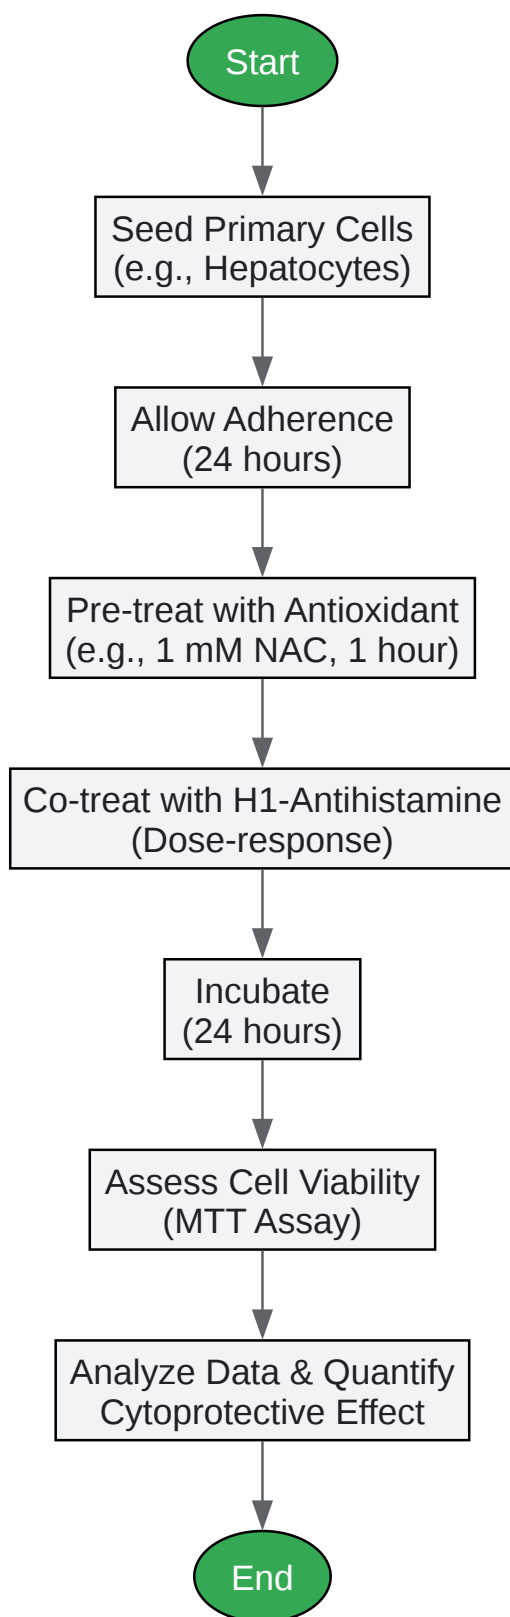 Start
Seed Primary Cells
(e.g., Hepatocytes)
Allow Adherence
(24 hours)
Pre-treat with Antioxidant
(e.g., 1 mM NAC, 1 hour)
Co-treat with H1-Antihistamine
(Dose-response)
Incubate
(24 hours)
Assess Cell Viability
(MTT Assay)
Analyze Data & Quantify
Cytoprotective Effect
End